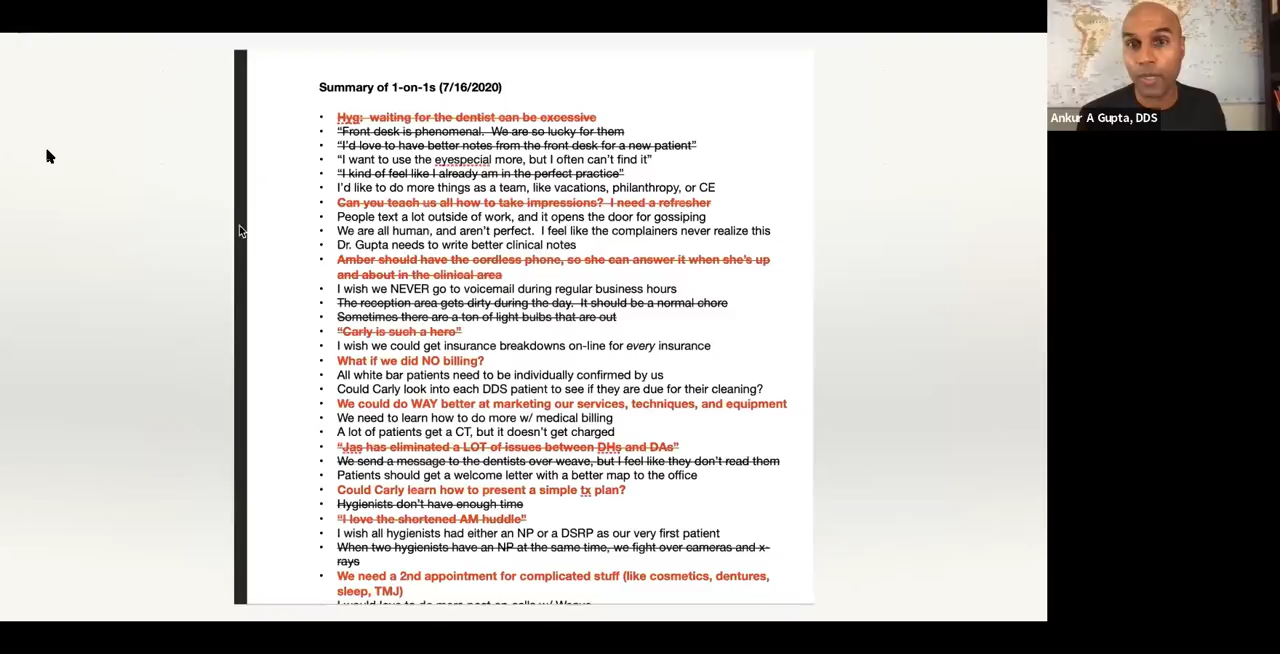 Summary of 1-on-1s (7/16/2020)
• Hyg: waiting for the dentist can be excessive
• "Front desk is phenomenal. We are so lucky for them
• "I'd love to have better notes from the front desk for a new patient"
• "I want to use the eyespecial more, but I often can't find it"
• "I kind of feel like I already am in the perfect practice"
• I'd like to do more things as a team, like vacations, philanthropy, or CE
• Can you teach us all how to take impressions? I need a refresher
• People text a lot outside of work, and it opens the door for gossiping
• We are all human, and aren't perfect. I feel like the complainers never realize this
• Dr. Gupta needs to write better clinical notes
• Amber should have the cordless phone, so she can answer it when she's up
and about in the clinical area
• I wish we NEVER go to voicemail during regular business hours
• The reception area gets dirty during the day. It should be a normal chore
• Sometimes there are a ton of light bulbs that are out
• "Carly is such a hero"
• I wish we could get insurance breakdowns on-line for every insurance
• What if we did NO billing?
• All white bar patients need to be individually confirmed by us
• Could Carly look into each DDS patient to see if they are due for their cleaning?
• We could do WAY better at marketing our services, techniques, and equipment
• We need to learn how to do more w/ medical billing
• A lot of patients get a CT, but it doesn't get charged
• "Jas has eliminated a LOT of issues between DHs and DAs"
• We send a message to the dentists over weave, but I feel like they don't read them
• Patients should get a welcome letter with a better map to the office
• Could Carly learn how to present a simple tx plan?
• Hygienists don't have enough time
• "I love the shortened AM huddle"
• I wish all hygienists had either an NP or a DSRP as our very first patient
• When two hygienists have an NP at the same time, we fight over cameras and x-
rays
• We need a 2nd appointment for complicated stuff (like cosmetics, dentures,
sleep, TMJ)
Ankur A Gupta, DDS